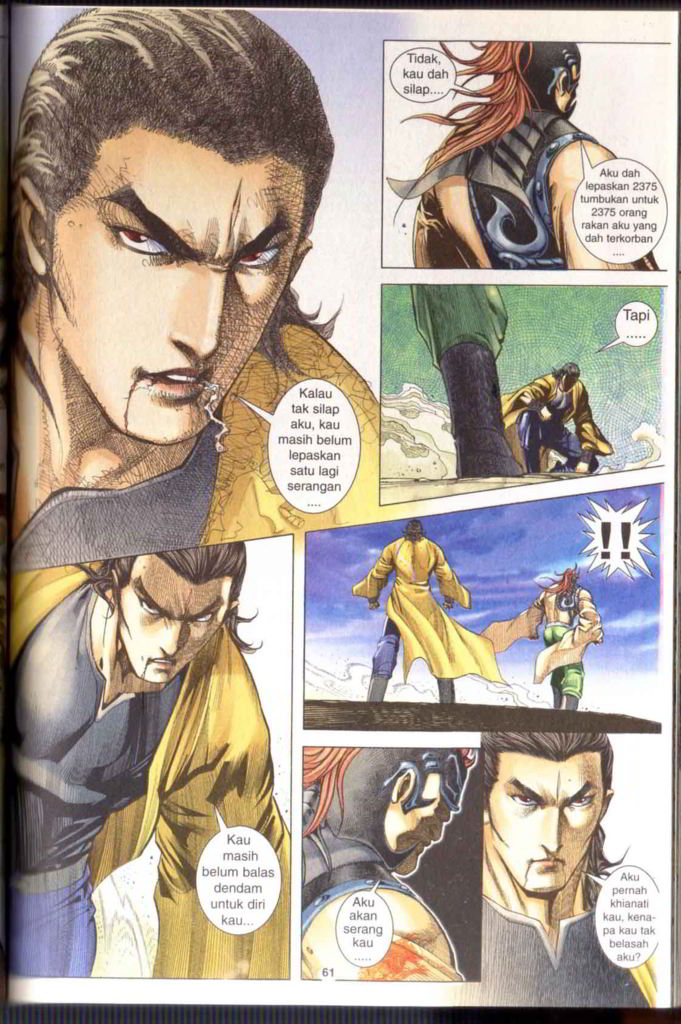 Kalau
tak silap
aku, kau
masih belum
lepaskan
satu lagi
serangan
....
Tidak,
kau dah
silap....
Aku dah
lepaskan 2375
tumbukan untuk
2375 orang
rakan aku yang
dah terkorban
....
Tapi
.....
!!
Kau
masih
belum balas
dendam
untuk diri
kau...
Aku
akan
serang
kau
.....
Aku
pernah
khianati
kau, kena-
pa kau tak
belasah
aku?
61